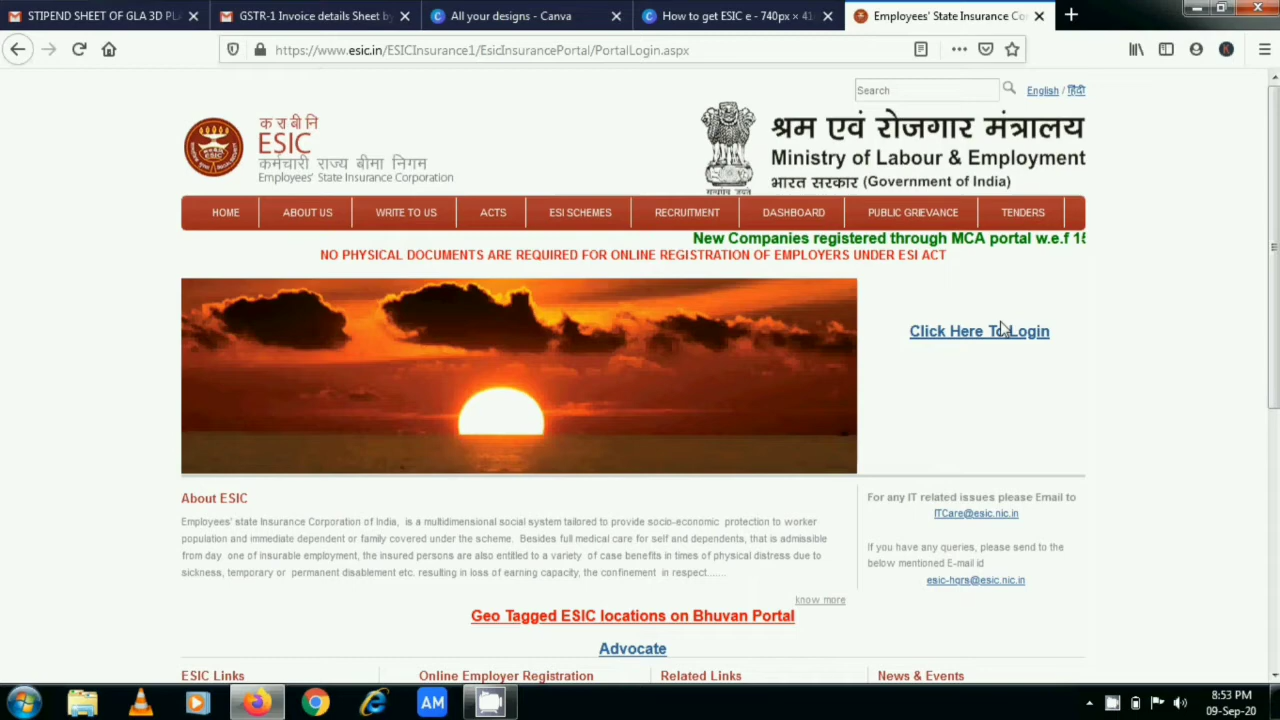 STIPEND SHEET OF GLA 3D PLA
GSTR-1 Invoice details Sheet by
All your designs - Canva
How to get ESIC e - 740px × 41
Employees' State Insurance Cor
https://www.esic.in/ESICInsurance1/EsicInsurancePortal/PortalLogin.aspx
K
Search
English / हिंदी
क रा बी नि
ESIC
कर्मचारी राज्य बीमा निगम
Employees' State Insurance Corporation
ESIC
सत्यमेव जयते
श्रम एवं रोजगार मंत्रालय
Ministry of Labour & Employment
भारत सरकार (Government of India)
HOME
ABOUT US
WRITE TO US
ACTS
ESI SCHEMES
RECRUITMENT
DASHBOARD
PUBLIC GRIEVANCE
TENDERS
New Companies registered through MCA portal w.e.f 15
NO PHYSICAL DOCUMENTS ARE REQUIRED FOR ONLINE REGISTRATION OF EMPLOYERS UNDER ESI ACT
Click Here To Login
About ESIC
Employees' state Insurance Corporation of India, is a multidimensional social system tailored to provide socio-economic protection to worker
population and immediate dependent or family covered under the scheme. Besides full medical care for self and dependents, that is admissible
from day one of insurable employment, the insured persons are also entitled to a variety of case benefits in times of physical distress due to
sickness, temporary or permanent disablement etc. resulting in loss of earning capacity, the confinement in respect.......
know more
For any IT related issues please Email to
ITCare@esic.nic.in
If you have any queries, please send to the
below mentioned E-mail id
esic-hqrs@esic.nic.in
Geo Tagged ESIC locations on Bhuvan Portal
Advocate
ESIC Links
Online Employer Registration
Related Links
News & Events
AM
8:53 PM
09-Sep-20